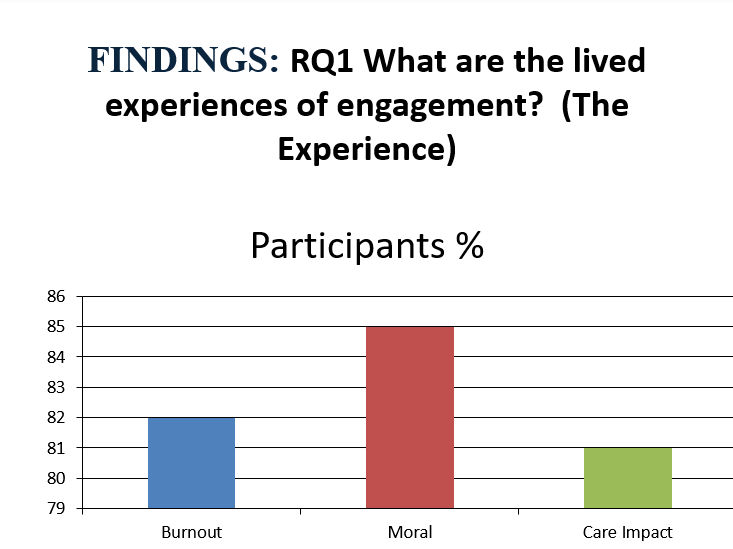 FINDINGS: RQ1 What are the lived
experiences of engagement? (The
Experience)
Participants %
86
85
84
83
82
81
80
79
Burnout Moral Care Impact